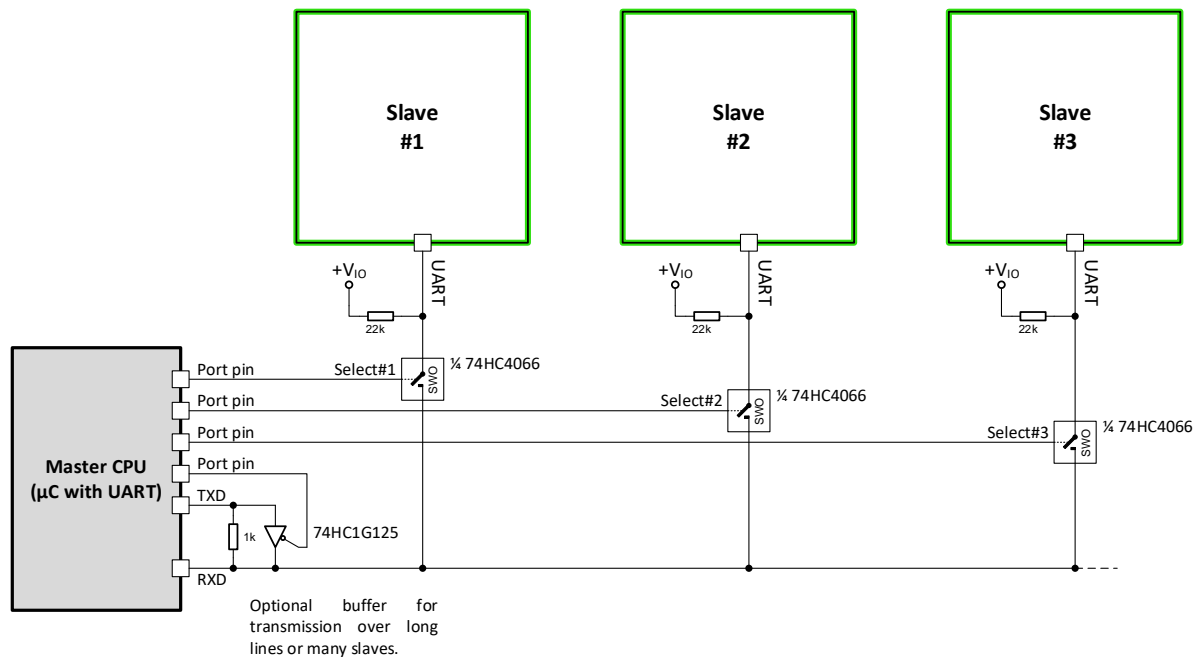 Slave
#1
Slave
#2
Slave
#3
UART
UART
UART
+VIO
+VIO
+VIO
22k
22k
22k
Port pin
Select#1
SWO
¼ 74HC4066
Port pin
Select#2
SWO
¼ 74HC4066
Port pin
Select#3
SWO
¼ 74HC4066
Port pin
Master CPU
(µC with UART)
TXD
1k
74HC1G125
RXD
Optional buffer for
transmission over long
lines or many slaves.